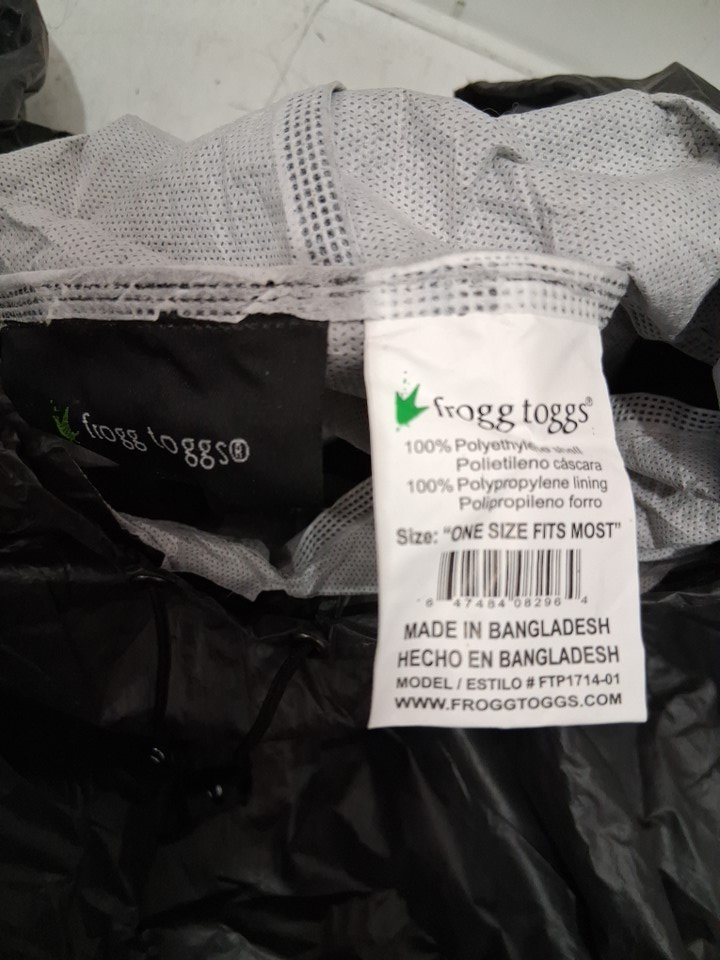 frogg toggs®
frogg toggs®
100% Polyethylene shell
Polietileno cáscara
100% Polypropylene lining
Polipropileno forro
Size: "ONE SIZE FITS MOST"
6 47484 08296 4
MADE IN BANGLADESH
HECHO EN BANGLADESH
MODEL / ESTILO # FTP1714-01
WWW.FROGGTOGGS.COM